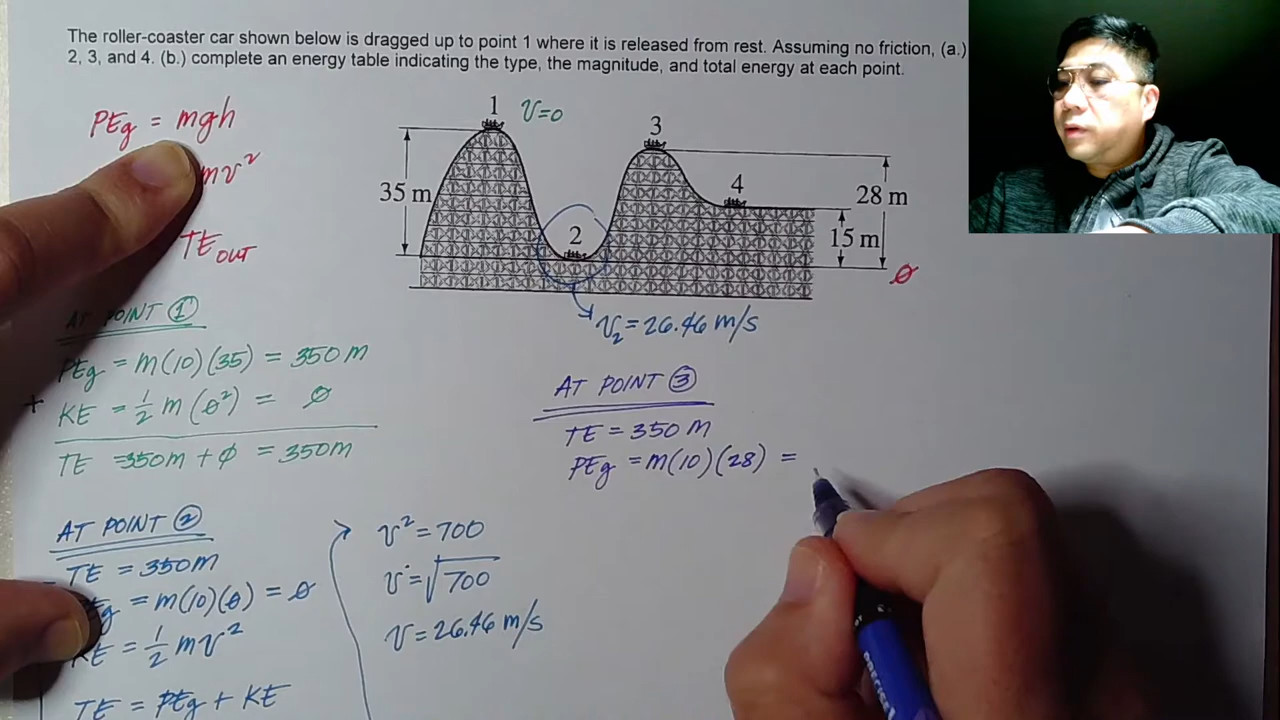 The roller-coaster car shown below is dragged up to point 1 where it is released from rest. Assuming no friction, (a.)
2, 3, and 4. (b.) complete an energy table indicating the type, the magnitude, and total energy at each point.
PEg = mgh
mv²
TE OUT
1
V=0
3
4
2
35 m
28 m
15 m
Ø
V₂ = 26.46 m/s
AT POINT ①
PEg = m(10)(35) = 350 m
+ KE = ½ m(0²) = Ø
TE = 350m + Ø = 350m
AT POINT ②
TE = 350m
g = m(10)(0) = Ø
KE = ½ mv²
TE = PEg + KE
v² = 700
v = √700
v = 26.46 m/s
AT POINT ③
TE = 350 m
PEg = m(10)(28) =